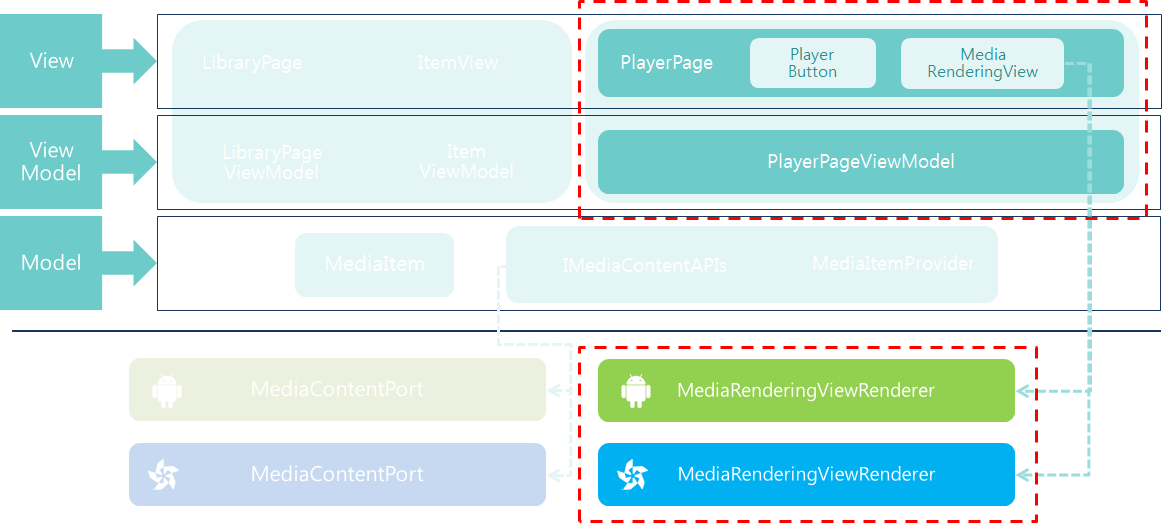 View
LibraryPage
ItemView
PlayerPage
Player
Button
Media
RenderingView
View
Model
LibraryPage
ViewModel
Item
ViewModel
PlayerPageViewModel
Model
MediaItem
IMediaContentAPIs
MediaItemProvider
MediaContentPort
MediaRenderingViewRenderer
MediaContentPort
MediaRenderingViewRenderer